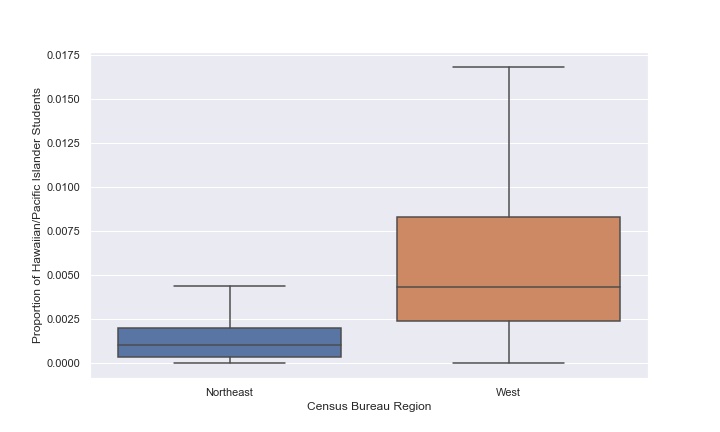 Proportion of Hawaiian/Pacific Islander Students
0.0175
0.0150
0.0125
0.0100
0.0075
0.0050
0.0025
0.0000
Northeast
West
Census Bureau Region